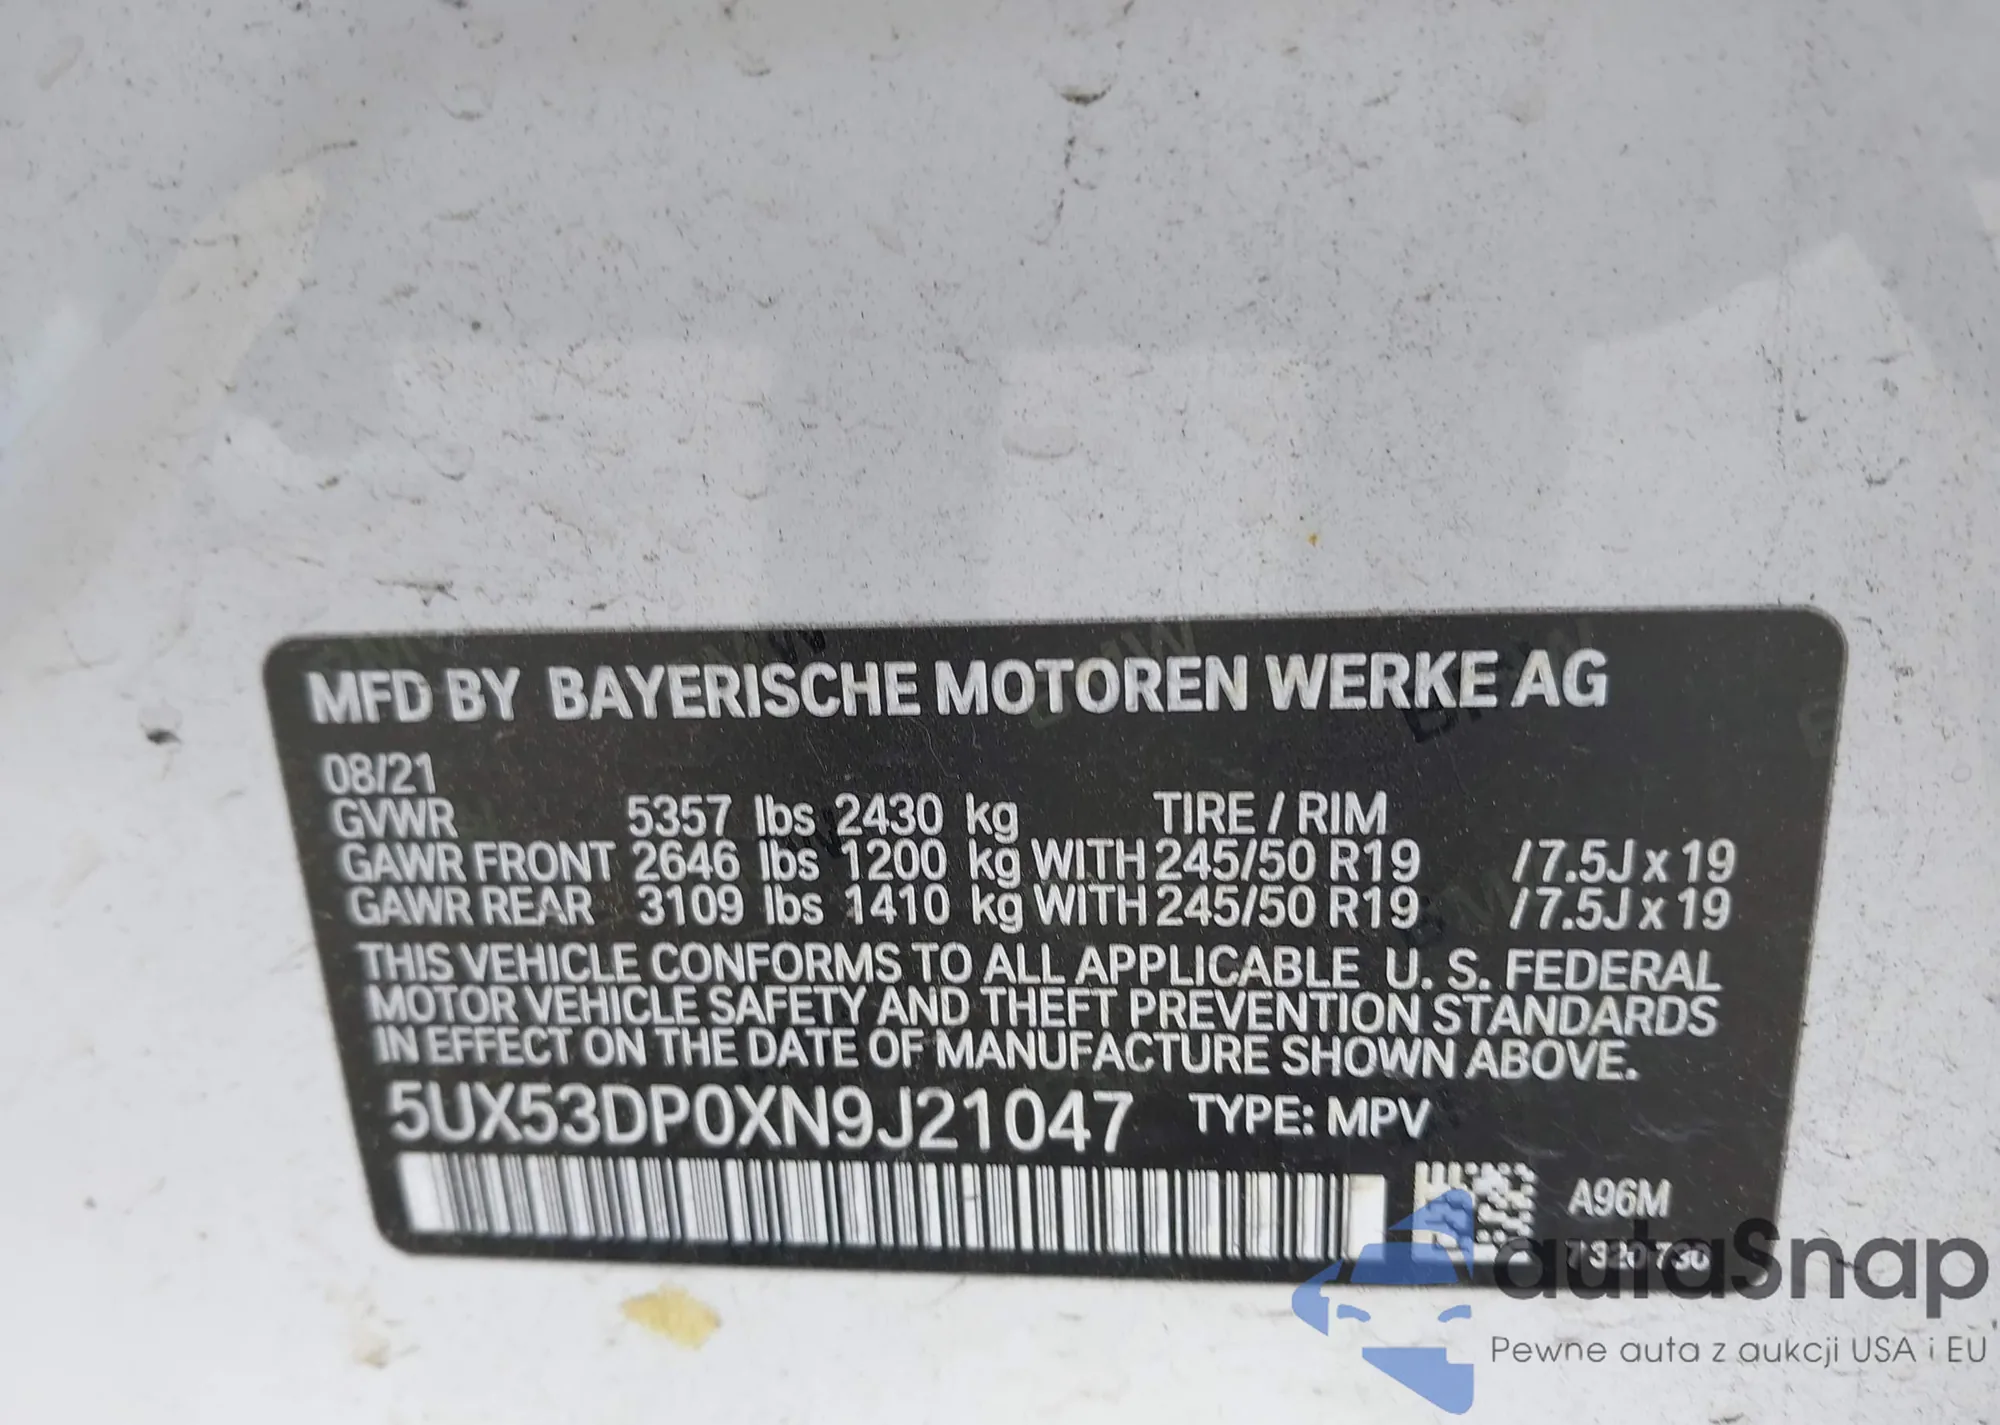 MFD BY BAYERISCHE MOTOREN WERKE AG
08/21
GVWR 5357 lbs 2430 kg TIRE / RIM
GAWR FRONT 2646 lbs 1200 kg WITH 245/50 R19 /7.5J x 19
GAWR REAR 3109 lbs 1410 kg WITH 245/50 R19 /7.5J x 19
THIS VEHICLE CONFORMS TO ALL APPLICABLE U. S. FEDERAL
MOTOR VEHICLE SAFETY AND THEFT PREVENTION STANDARDS
IN EFFECT ON THE DATE OF MANUFACTURE SHOWN ABOVE.
5UX53DP0XN9J21047 TYPE: MPV
A96M
7320730
autaSnap
Pewne auta z aukcji USA i EU